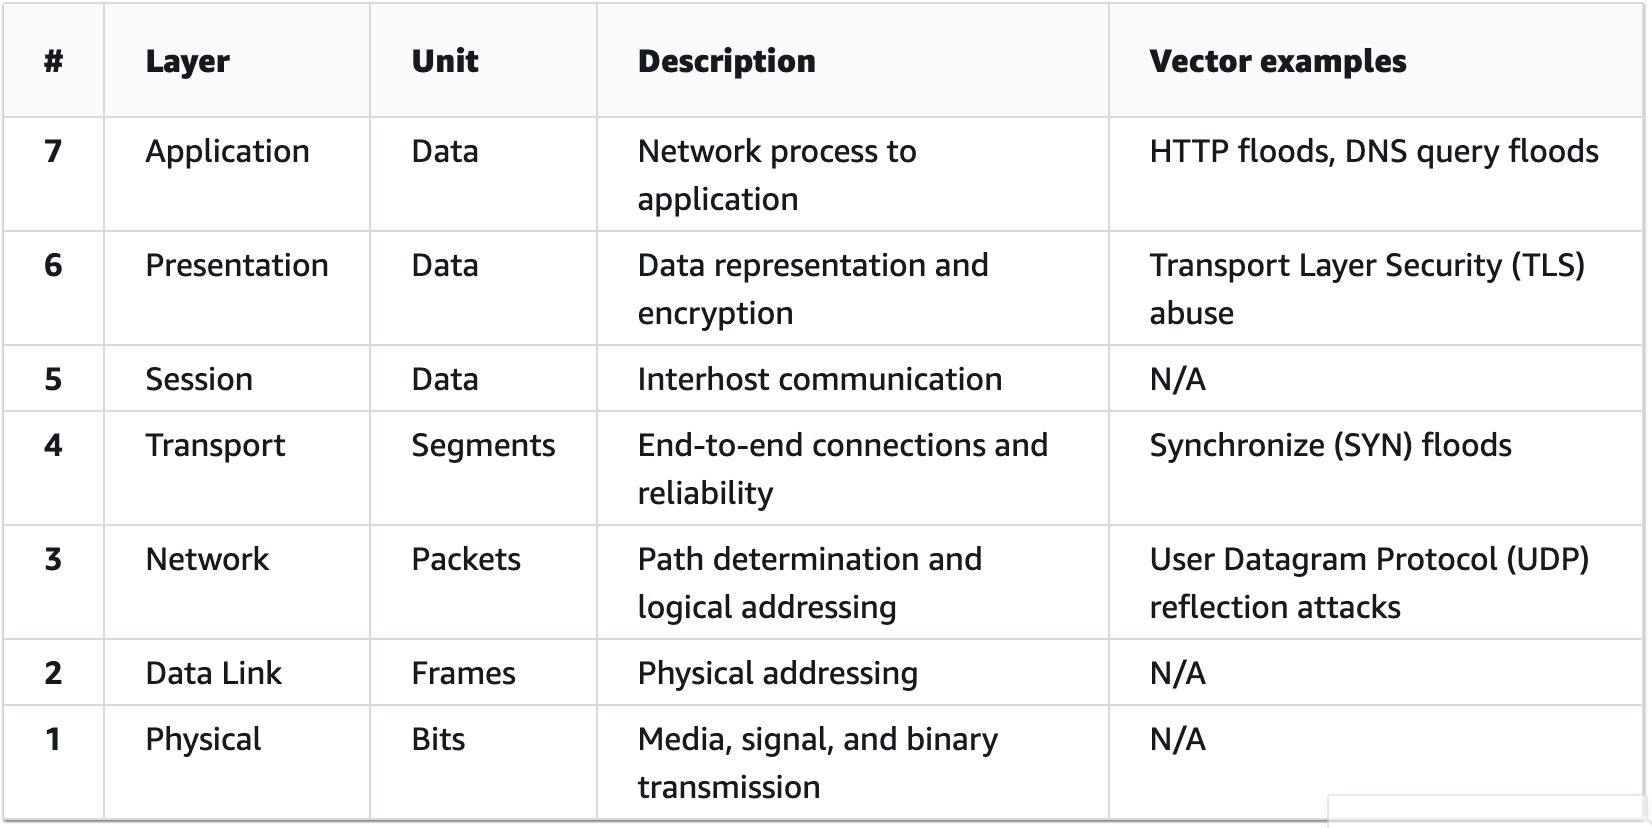 # Layer Unit Description Vector examples
7 Application Data Network process to HTTP floods, DNS query floods
application
6 Presentation Data Data representation and Transport Layer Security (TLS)
encryption abuse
5 Session Data Interhost communication N/A
4 Transport Segments End-to-end connections and Synchronize (SYN) floods
reliability
3 Network Packets Path determination and User Datagram Protocol (UDP)
logical addressing reflection attacks
2 Data Link Frames Physical addressing N/A
1 Physical Bits Media, signal, and binary N/A
transmission